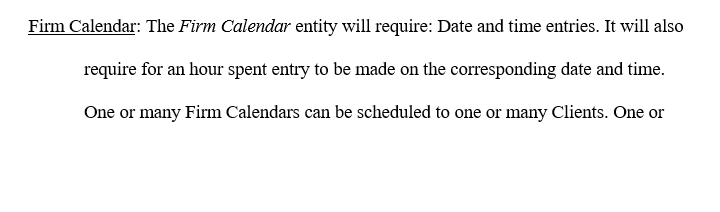 Firm Calendar: The Firm Calendar entity will require: Date and time entries. It will also
require for an hour spent entry to be made on the corresponding date and time.
One or many Firm Calendars can be scheduled to one or many Clients. One or